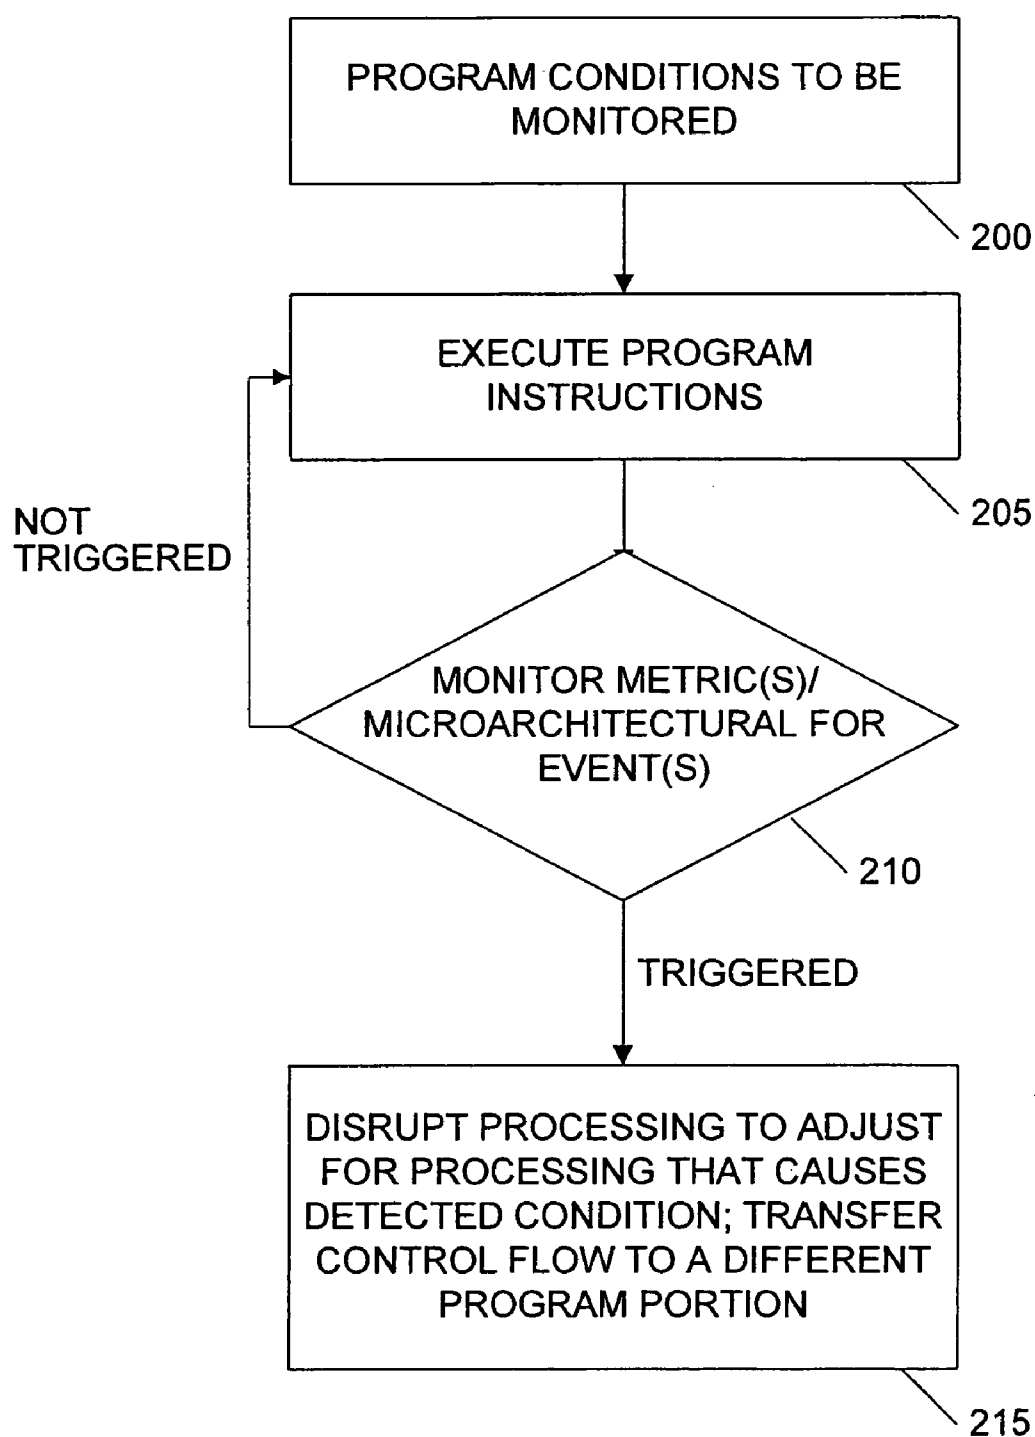 PROGRAM CONDITIONS TO BE
MONITORED
200
EXECUTE PROGRAM
INSTRUCTIONS
205
NOT
TRIGGERED
MONITOR METRIC(S)/
MICROARCHITECTURAL FOR
EVENT(S)
210
TRIGGERED
DISRUPT PROCESSING TO ADJUST
FOR PROCESSING THAT CAUSES
DETECTED CONDITION; TRANSFER
CONTROL FLOW TO A DIFFERENT
PROGRAM PORTION
215